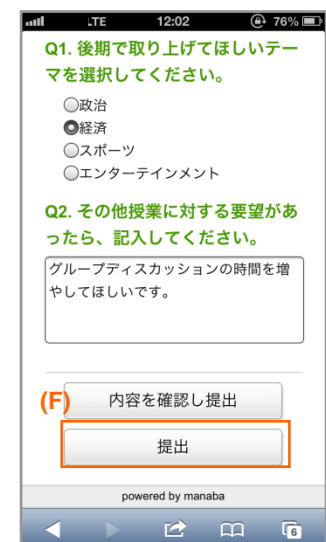 LTE 12:02 76%
Q1. 後期で取り上げてほしいテー
マを選択してください。
政治
経済
スポーツ
エンターテインメント
Q2. その他授業に対する要望があ
ったら、記入してください。
グループディスカッションの時間を増
やしてほしいです。
(F) 内容を確認し提出
提出
powered by manaba
6